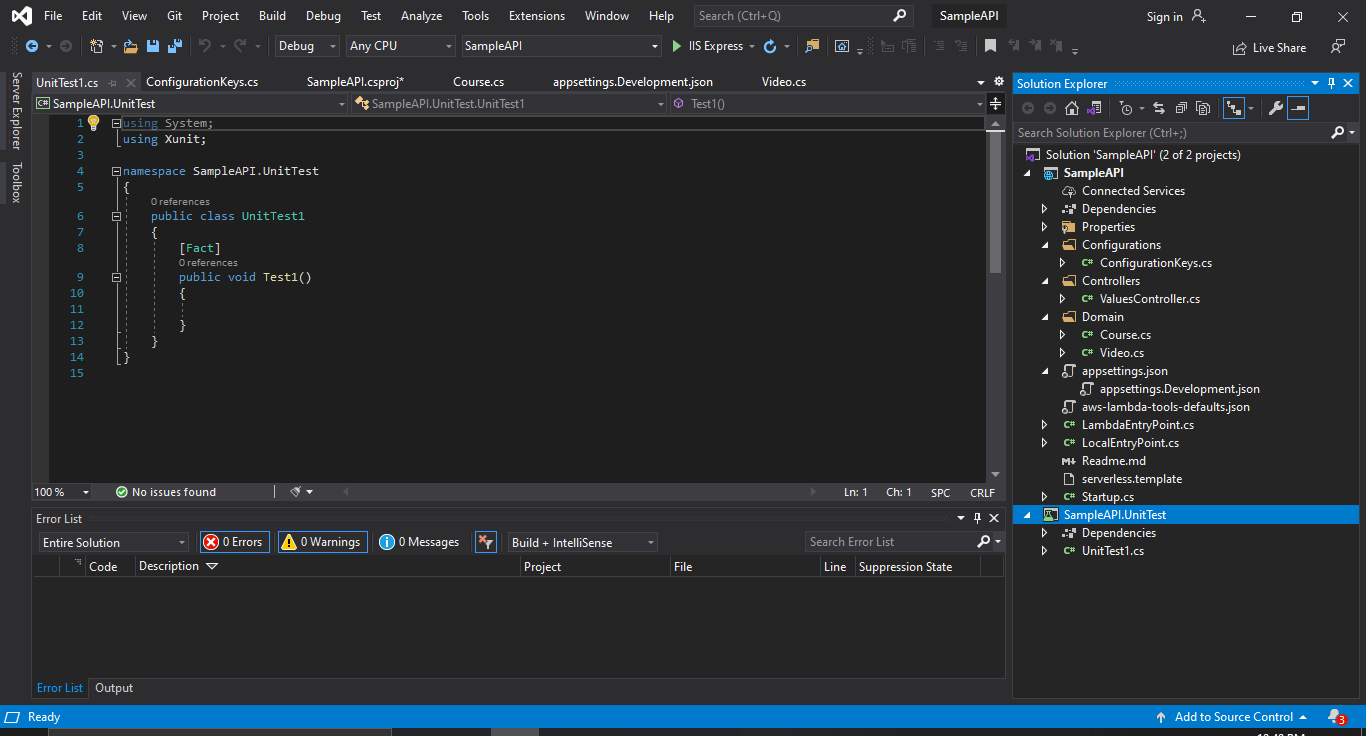 File Edit View Git Project Build Debug Test Analyze Tools Extensions Window Help Search (Ctrl+Q) SampleAPI Sign in
Debug Any CPU SampleAPI IIS Express Live Share
Server Explorer
Toolbox
UnitTest1.cs ConfigurationKeys.cs SampleAPI.csproj* Course.cs appsettings.Development.json Video.cs
C# SampleAPI.UnitTest SampleAPI.UnitTest.UnitTest1 Test1()
1 using System;
2 using Xunit;
3
4 namespace SampleAPI.UnitTest
5 {
0 references
6 public class UnitTest1
7 {
8 [Fact]
0 references
9 public void Test1()
10 {
11
12 }
13 }
14 }
15
100 % No issues found Ln: 1 Ch: 1 SPC CRLF
Error List
Entire Solution 0 Errors 0 Warnings 0 Messages Build + IntelliSense Search Error List
Code Description Project File Line Suppression State
Error List Output
Solution Explorer
Search Solution Explorer (Ctrl+;)
Solution 'SampleAPI' (2 of 2 projects)
SampleAPI
Connected Services
Dependencies
Properties
Configurations
C# ConfigurationKeys.cs
Controllers
C# ValuesController.cs
Domain
C# Course.cs
C# Video.cs
appsettings.json
appsettings.Development.json
aws-lambda-tools-defaults.json
C# LambdaEntryPoint.cs
C# LocalEntryPoint.cs
M+ Readme.md
serverless.template
C# Startup.cs
SampleAPI.UnitTest
Dependencies
C# UnitTest1.cs
Ready Add to Source Control 3